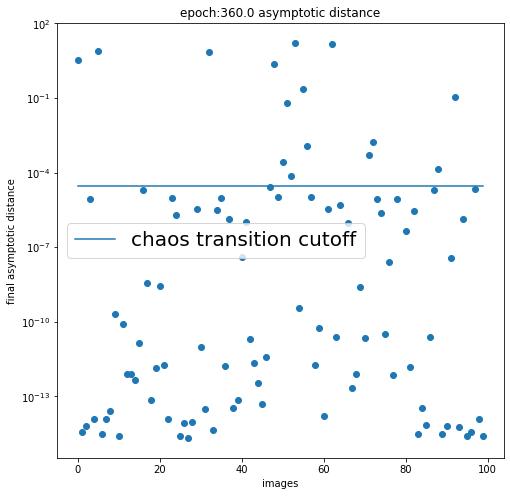 epoch:360.0 asymptotic distance
final asymptotic distance
10²
10⁻¹
10⁻⁴
10⁻⁷
10⁻¹⁰
10⁻¹³
chaos transition cutoff
0 20 40 60 80 100
images